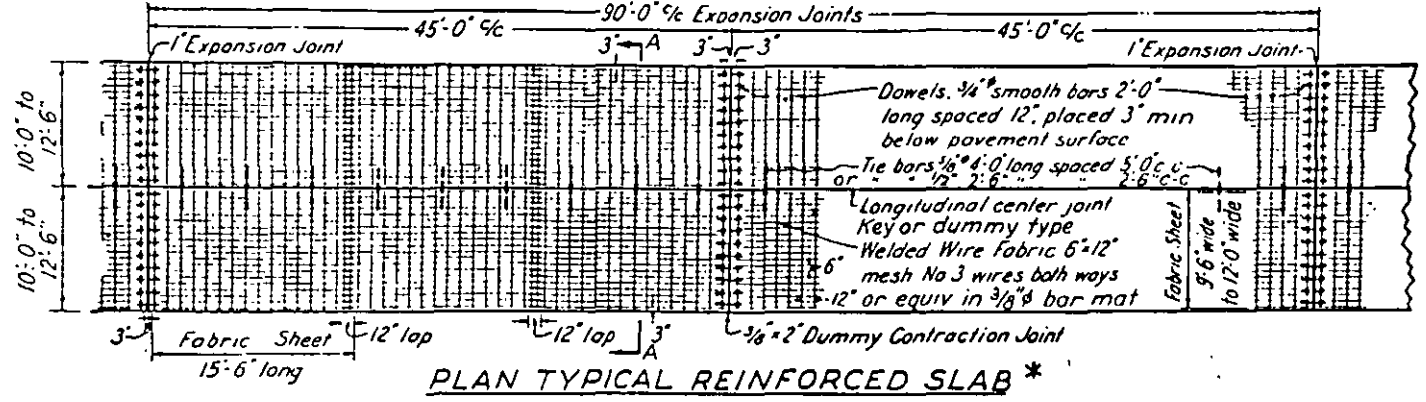 90'-0" c/c Expansion Joints
45'-0" c/c
45'-0" c/c
1" Expansion Joint
3"
A
3"
3"
1" Expansion Joint
10'-0" to
12'-6"
10'-0" to
12'-6"
Dowels, 3/4"φ smooth bars 2'-0"
long spaced 12", placed 3" min
below pavement surface
Tie bars 5/8"φ 4'-0" long spaced 5'-0" c-c
or " " 1/2" 2'-6" " " 2'-6" c-c
Longitudinal center joint
Key or dummy type
Welded Wire Fabric 6"×12"
mesh No 3 wires both ways
or equiv in 3/8"φ bar mat
6"
12"
Fabric Sheet
9'-6" wide
to 12'-0" wide
3"
Fabric Sheet
15'-6" long
12" lap
12" lap
3"
A
3/8"×2" Dummy Contraction Joint
PLAN TYPICAL REINFORCED SLAB *